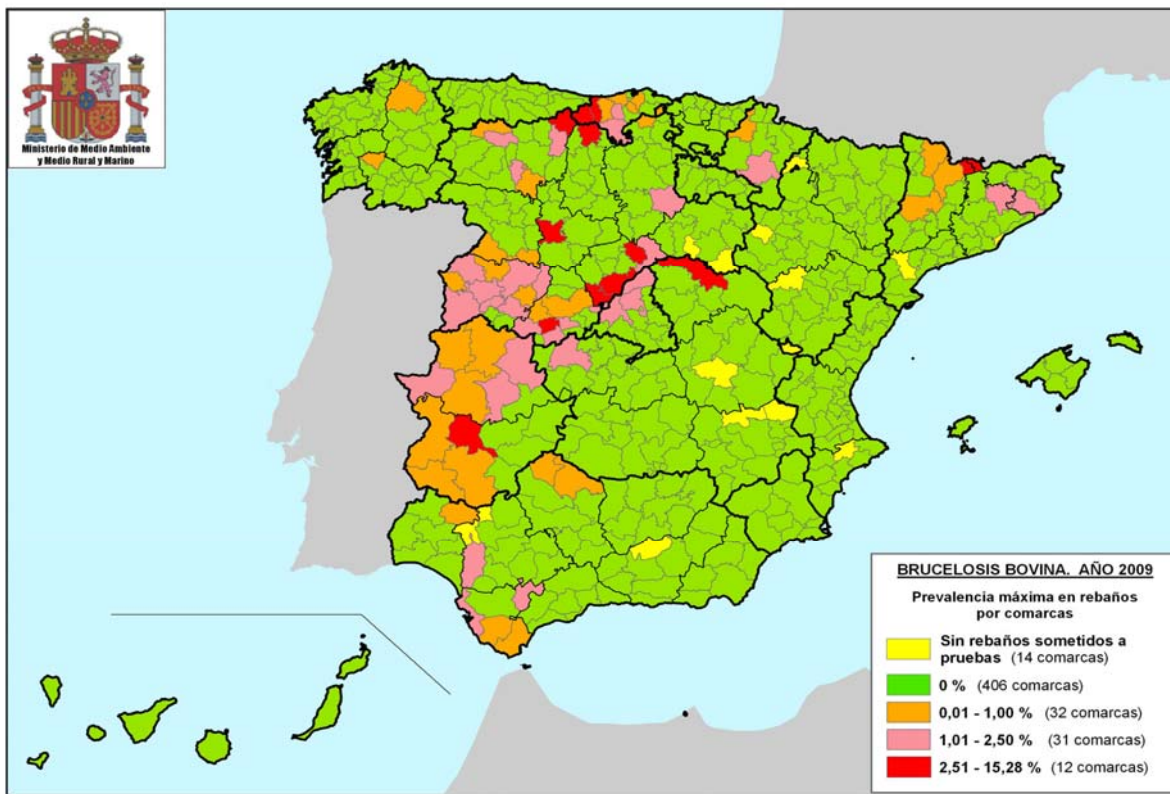 Ministerio de Medio Ambiente
y Medio Rural y Marino
BRUCELOSIS BOVINA. AÑO 2009
Prevalencia máxima en rebaños
por comarcas
Sin rebaños sometidos a
pruebas (14 comarcas)
0 % (406 comarcas)
0,01 - 1,00 % (32 comarcas)
1,01 - 2,50 % (31 comarcas)
2,51 - 15,28 % (12 comarcas)